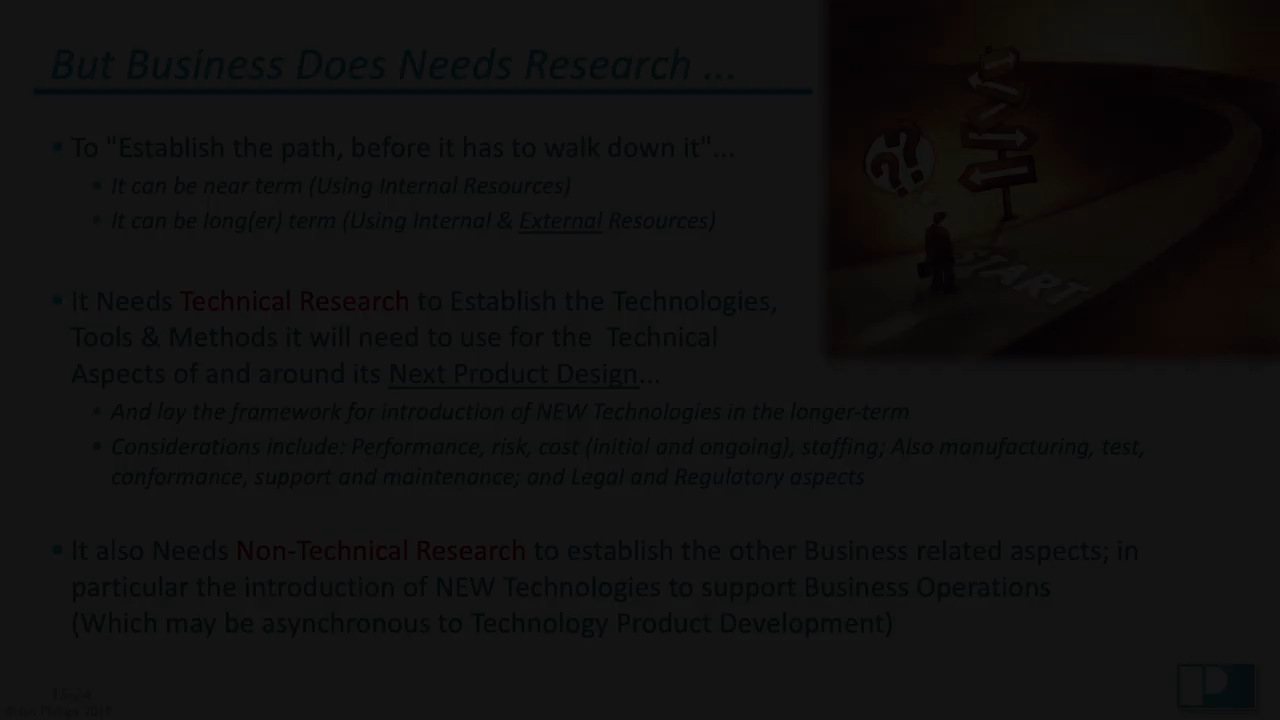 But Business Does Needs Research ...
To "Establish the path, before it has to walk down it"...
It can be near term (Using Internal Resources)
It can be long(er) term (Using Internal & External Resources)
START
It Needs Technical Research to Establish the Technologies,
Tools & Methods it will need to use for the Technical
Aspects of and around its Next Product Design...
And lay the framework for introduction of NEW Technologies in the longer-term
Considerations include: Performance, risk, cost (initial and ongoing), staffing; Also manufacturing, test,
conformance, support and maintenance; and Legal and Regulatory aspects
It also Needs Non-Technical Research to establish the other Business related aspects; in
particular the introduction of NEW Technologies to support Business Operations
(Which may be asynchronous to Technology Product Development)
P